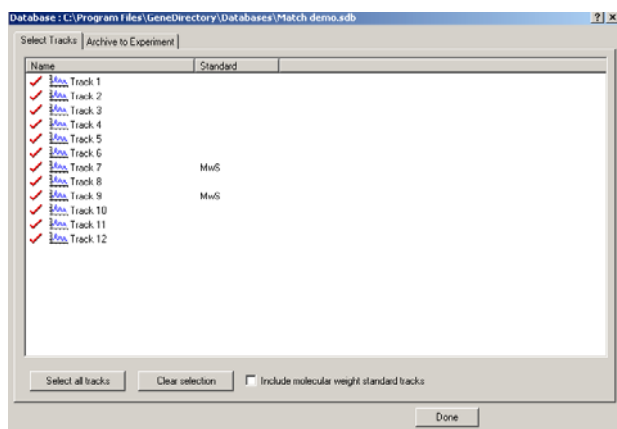 Database : C:\Program Files\GeneDirectory\Databases\Match demo.sdb
Select Tracks Archive to Experiment
Name Standard
Track 1
Track 2
Track 3
Track 4
Track 5
Track 6
Track 7 MwS
Track 8
Track 9 MwS
Track 10
Track 11
Track 12
Select all tracks Clear selection Include molecular weight standard tracks
Done